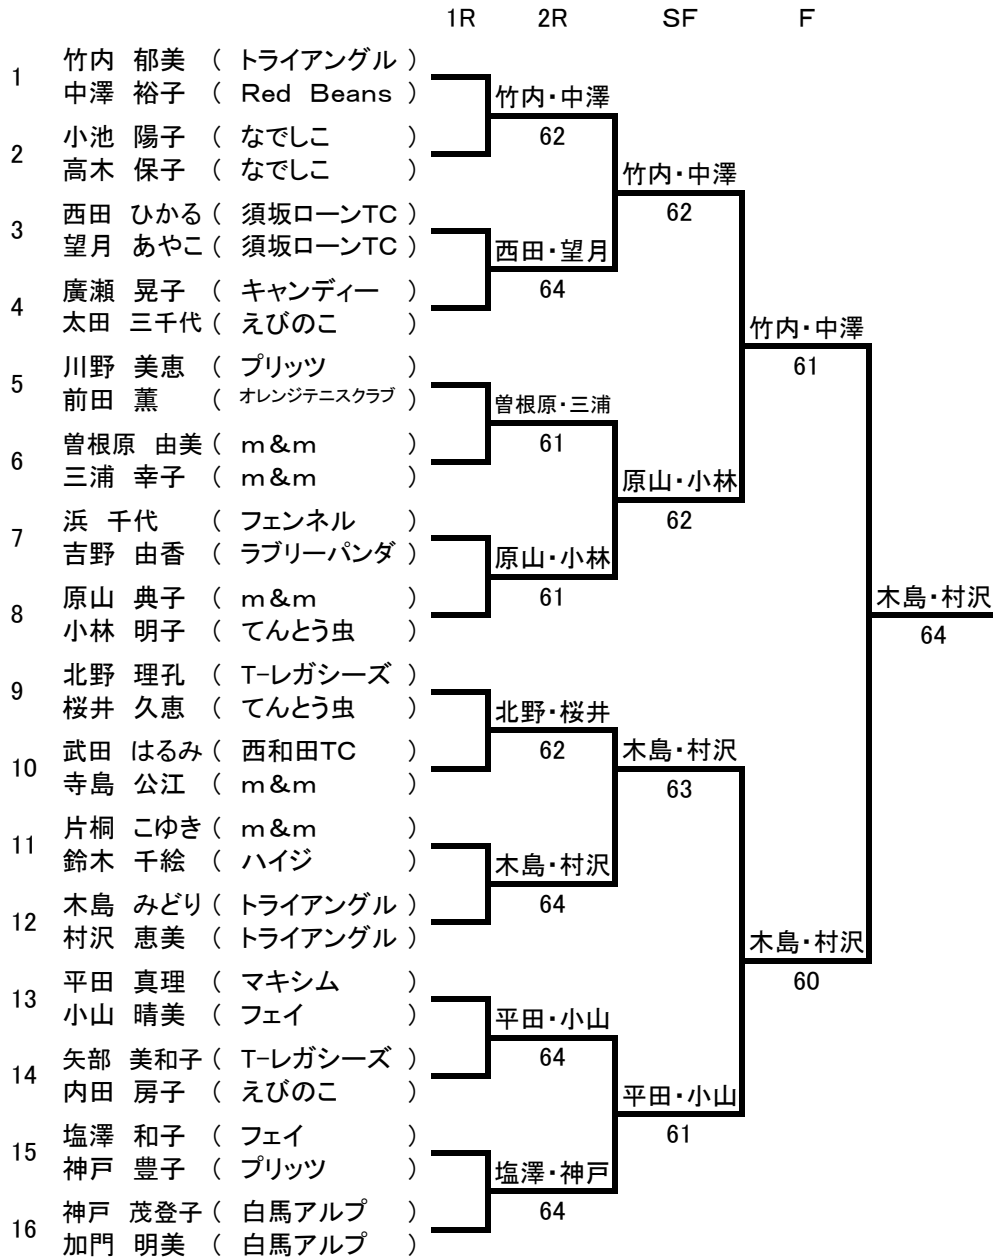 1R 2R SF F
1
竹内 郁美 ( トライアングル )
中澤 裕子 ( Red Beans )
竹内・中澤
62
2
小池 陽子 ( なでしこ )
高木 保子 ( なでしこ )
竹内・中澤
62
3
西田 ひかる ( 須坂ローンTC )
望月 あやこ ( 須坂ローンTC )
西田・望月
64
4
廣瀬 晃子 ( キャンディー )
太田 三千代 ( えびのこ )
竹内・中澤
61
5
川野 美恵 ( プリッツ )
前田 薫 ( オレンジテニスクラブ )
曽根原・三浦
61
6
曽根原 由美 ( m&m )
三浦 幸子 ( m&m )
原山・小林
62
7
浜 千代 ( フェンネル )
吉野 由香 ( ラブリーパンダ )
原山・小林
61
8
原山 典子 ( m&m )
小林 明子 ( てんとう虫 )
木島・村沢
64
9
北野 理孔 ( T-レガシーズ )
桜井 久恵 ( てんとう虫 )
北野・桜井
62
10
武田 はるみ ( 西和田TC )
寺島 公江 ( m&m )
木島・村沢
63
11
片桐 こゆき ( m&m )
鈴木 千絵 ( ハイジ )
木島・村沢
64
12
木島 みどり ( トライアングル )
村沢 恵美 ( トライアングル )
木島・村沢
60
13
平田 真理 ( マキシム )
小山 晴美 ( フェイ )
平田・小山
64
14
矢部 美和子 ( T-レガシーズ )
内田 房子 ( えびのこ )
平田・小山
61
15
塩澤 和子 ( フェイ )
神戸 豊子 ( プリッツ )
塩澤・神戸
64
16
神戸 茂登子 ( 白馬アルプ )
加門 明美 ( 白馬アルプ )